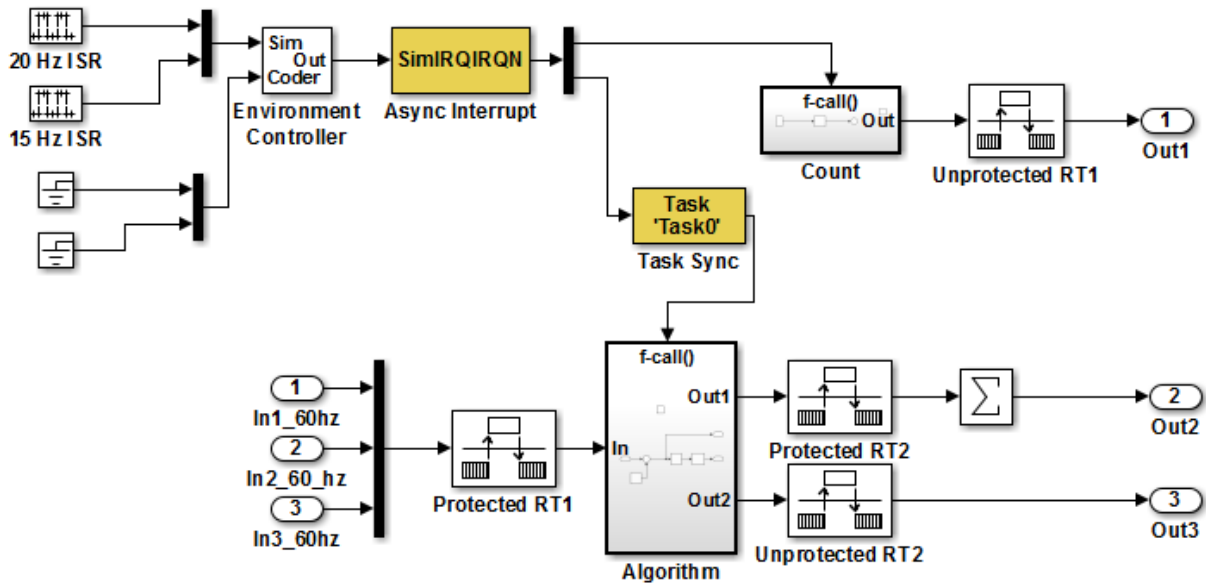 20 Hz ISR
15 Hz ISR
Sim
Out
Coder
Environment
Controller
SimIRQIRQN
Async Interrupt
f-call()
Out
Count
Unprotected RT1
1
Out1
Task
'Task0'
Task Sync
1
In1_60hz
2
In2_60_hz
3
In3_60hz
Protected RT1
f-call()
Out1
In
Out2
Algorithm
Protected RT2
Σ
2
Out2
Unprotected RT2
3
Out3